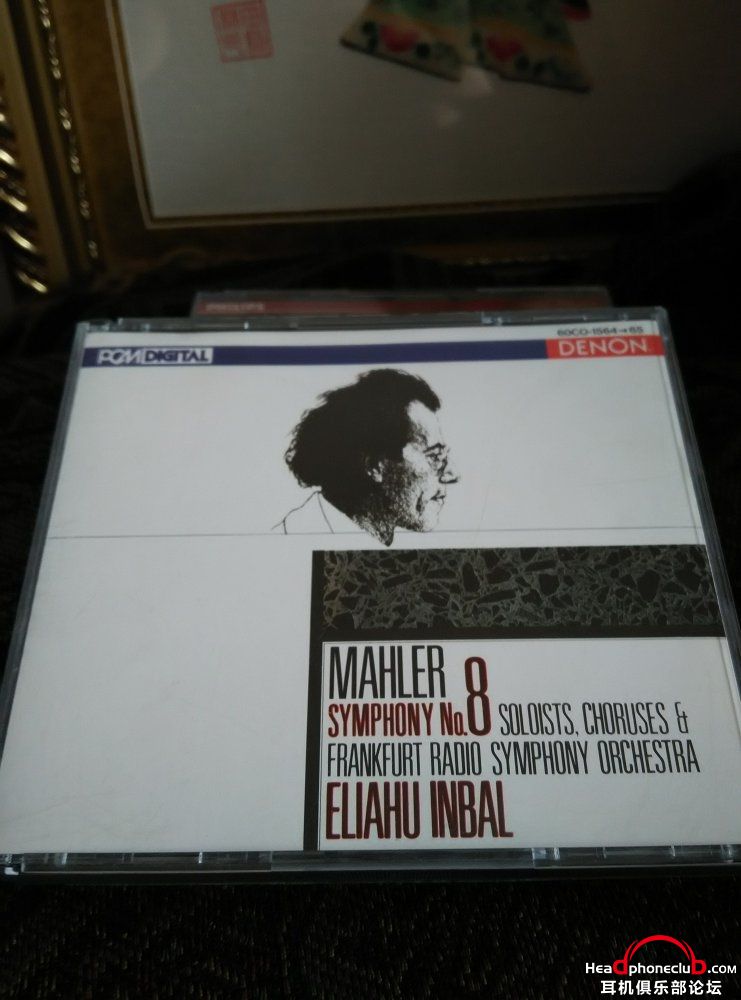 60CO-1564→65
PCM DIGITAL
DENON
MAHLER
SYMPHONY No.8 SOLOISTS, CHORUSES &
FRANKFURT RADIO SYMPHONY ORCHESTRA
ELIAHU INBAL
HeadphoneclubD.com
耳机俱乐部论坛